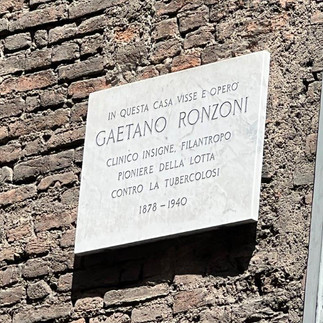 IN QUESTA CASA VISSE E OPERÒ
GAETANO RONZONI
CLINICO INSIGNE, FILANTROPO
PIONIERE DELLA LOTTA
CONTRO LA TUBERCOLOSI
1878 - 1940